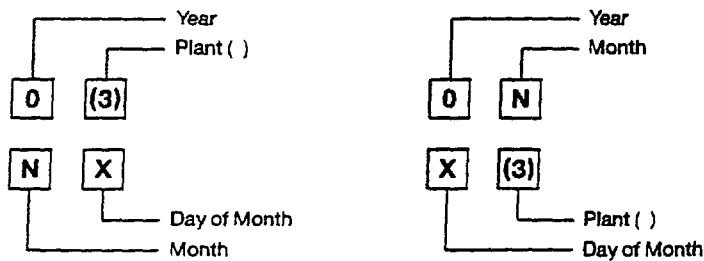 Year
Plant ( )
0 (3)
N X
Day of Month
Month
Year
Month
0 N
X (3)
Plant ( )
Day of Month